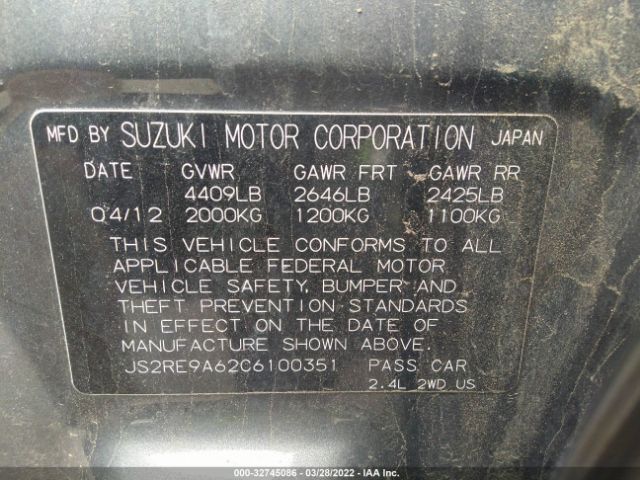 MFD BY SUZUKI MOTOR CORPORATION JAPAN
DATE GVWR GAWR FRT GAWR RR
4409LB 2646LB 2425LB
04/12 2000KG 1200KG 1100KG
THIS VEHICLE CONFORMS TO ALL
APPLICABLE FEDERAL MOTOR
VEHICLE SAFETY, BUMPER AND
THEFT PREVENTION STANDARDS
IN EFFECT ON THE DATE OF
MANUFACTURE SHOWN ABOVE.
JS2RE9A62C6100351 PASS CAR
2.4L 2WD US
000-32745086 / 03/28/2022 / IAA Inc.